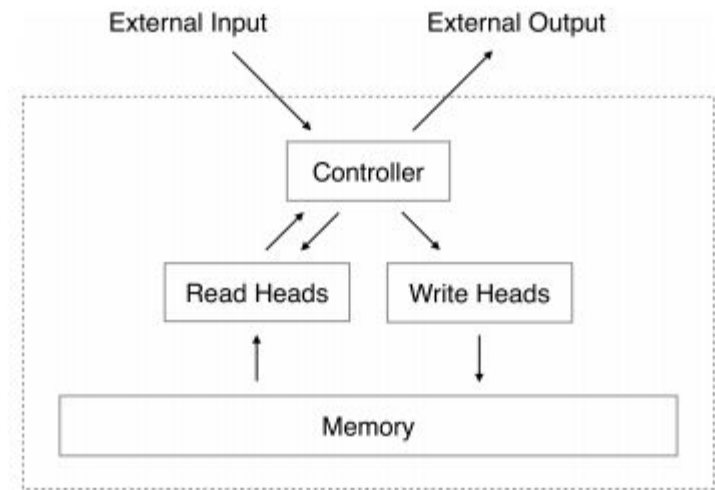 External Input
External Output
Controller
Read Heads
Write Heads
Memory